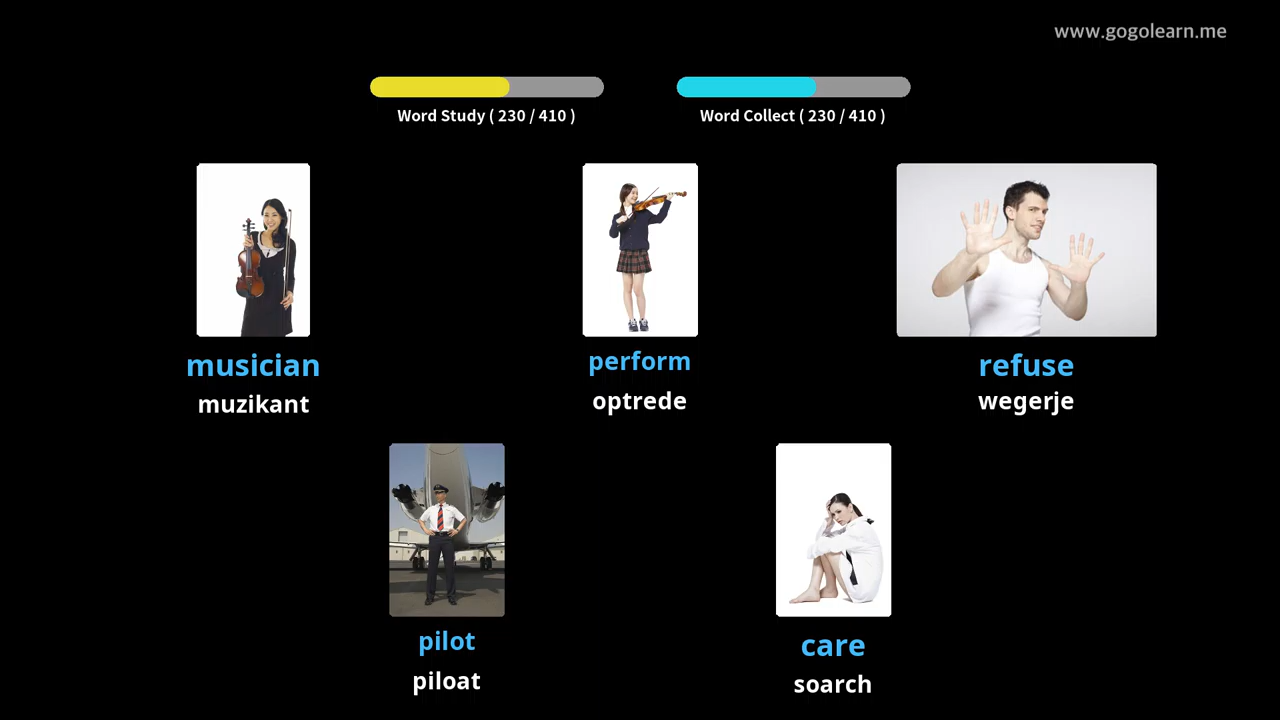 www.gogolearn.me
Word Study ( 230 / 410 )
Word Collect ( 230 / 410 )
musician
muzikant
perform
optrede
refuse
wegerje
pilot
piloat
care
soarch